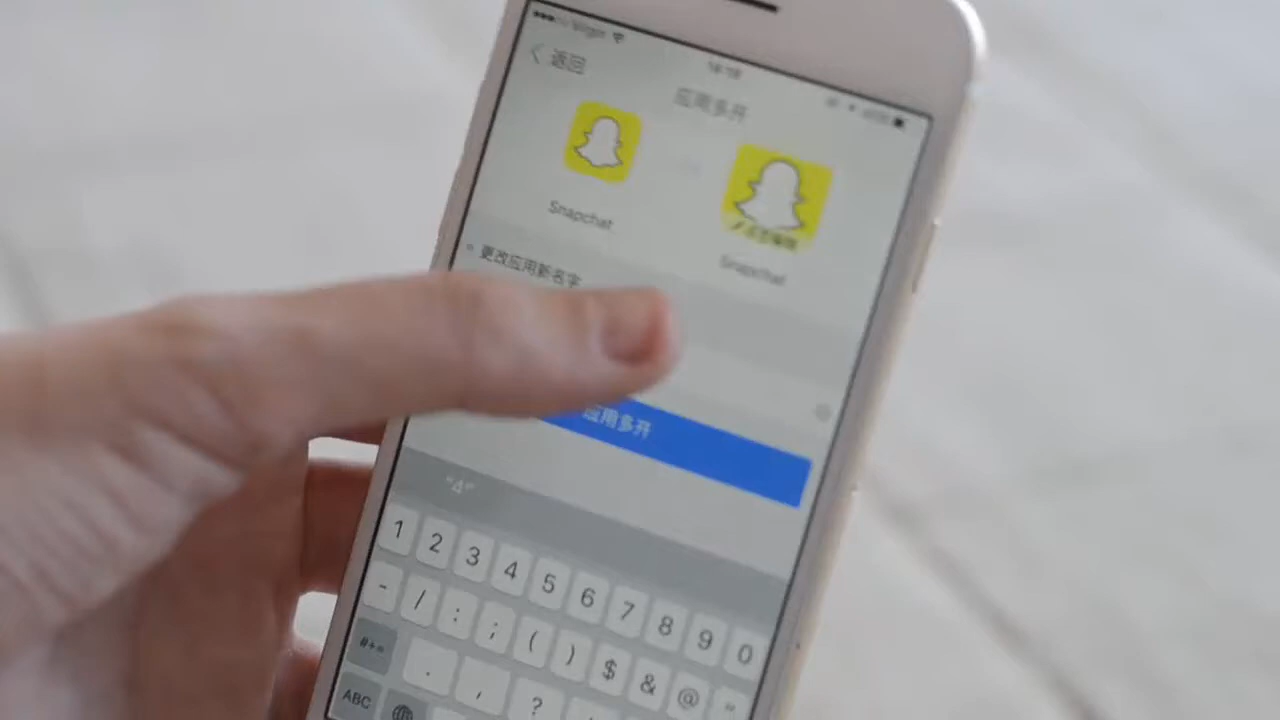 Virgin
返回
应用多开
Snapchat
Snapchat
更改应用新名字
应用多开
"4"
1 2 3 4 5 6 7 8 9 0
- / : ; ( ) $ & @ "
#+= . , ?
ABC